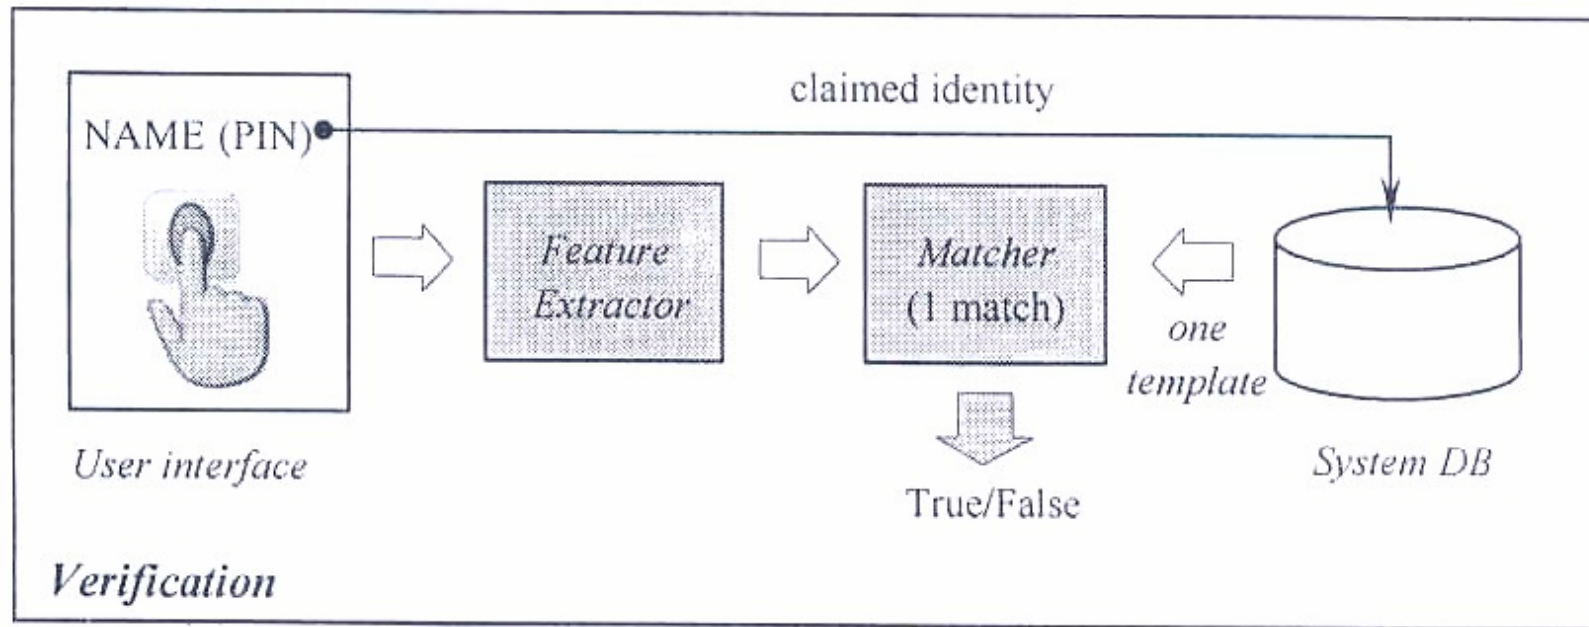 claimed identity
NAME (PIN)
Feature
Extractor
Matcher
(1 match)
one
template
User interface
System DB
True/False
Verification